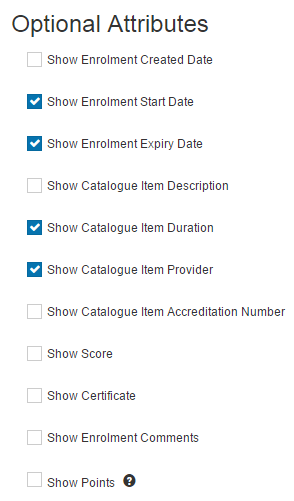 Optional Attributes
Show Enrolment Created Date
Show Enrolment Start Date
Show Enrolment Expiry Date
Show Catalogue Item Description
Show Catalogue Item Duration
Show Catalogue Item Provider
Show Catalogue Item Accreditation Number
Show Score
Show Certificate
Show Enrolment Comments
Show Points ?